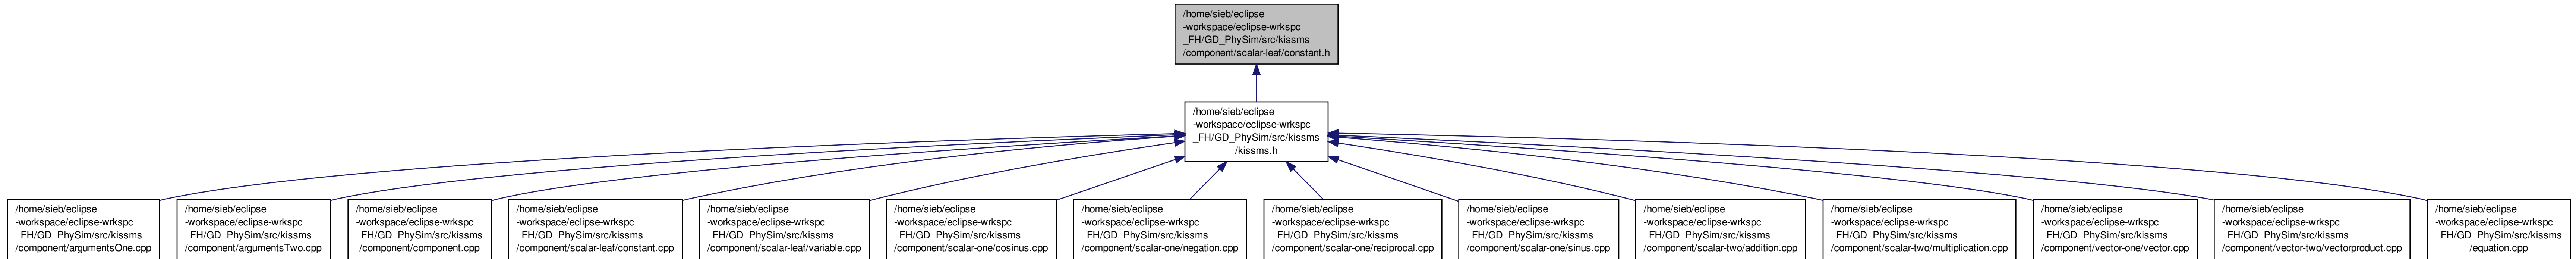 /home/sieb/eclipse
-workspace/eclipse-wrkspc
_FH/GD_PhySim/src/kissms
/component/scalar-leaf/constant.h
/home/sieb/eclipse
-workspace/eclipse-wrkspc
_FH/GD_PhySim/src/kissms
/kissms.h
/home/sieb/eclipse
-workspace/eclipse-wrkspc
_FH/GD_PhySim/src/kissms
/component/argumentsOne.cpp
/home/sieb/eclipse
-workspace/eclipse-wrkspc
_FH/GD_PhySim/src/kissms
/component/argumentsTwo.cpp
/home/sieb/eclipse
-workspace/eclipse-wrkspc
_FH/GD_PhySim/src/kissms
/component/component.cpp
/home/sieb/eclipse
-workspace/eclipse-wrkspc
_FH/GD_PhySim/src/kissms
/component/scalar-leaf/constant.cpp
/home/sieb/eclipse
-workspace/eclipse-wrkspc
_FH/GD_PhySim/src/kissms
/component/scalar-leaf/variable.cpp
/home/sieb/eclipse
-workspace/eclipse-wrkspc
_FH/GD_PhySim/src/kissms
/component/scalar-one/cosinus.cpp
/home/sieb/eclipse
-workspace/eclipse-wrkspc
_FH/GD_PhySim/src/kissms
/component/scalar-one/negation.cpp
/home/sieb/eclipse
-workspace/eclipse-wrkspc
_FH/GD_PhySim/src/kissms
/component/scalar-one/reciprocal.cpp
/home/sieb/eclipse
-workspace/eclipse-wrkspc
_FH/GD_PhySim/src/kissms
/component/scalar-one/sinus.cpp
/home/sieb/eclipse
-workspace/eclipse-wrkspc
_FH/GD_PhySim/src/kissms
/component/scalar-two/addition.cpp
/home/sieb/eclipse
-workspace/eclipse-wrkspc
_FH/GD_PhySim/src/kissms
/component/scalar-two/multiplication.cpp
/home/sieb/eclipse
-workspace/eclipse-wrkspc
_FH/GD_PhySim/src/kissms
/component/vector-one/vector.cpp
/home/sieb/eclipse
-workspace/eclipse-wrkspc
_FH/GD_PhySim/src/kissms
/component/vector-two/vectorproduct.cpp
/home/sieb/eclipse
-workspace/eclipse-wrkspc
_FH/GD_PhySim/src/kissms
/equation.cpp